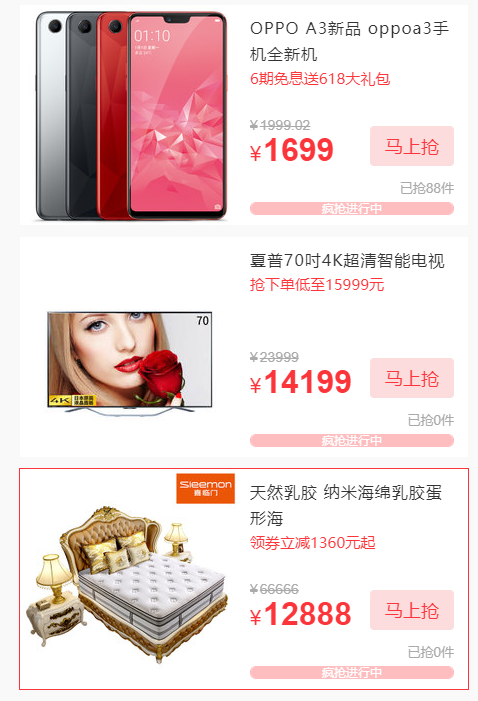 01:10
OPPO A3新品 oppoa3手
机全新机
6期免息送618大礼包
¥1999.02
¥1699
马上抢
已抢88件
疯抢进行中
70
4K
夏普70吋4K超清智能电视
抢下单低至15999元
¥23999
¥14199
马上抢
已抢0件
疯抢进行中
Sleemon
喜临门
天然乳胶 纳米海绵乳胶蛋
形海
领券立减1360元起
¥66666
¥12888
马上抢
已抢0件
疯抢进行中